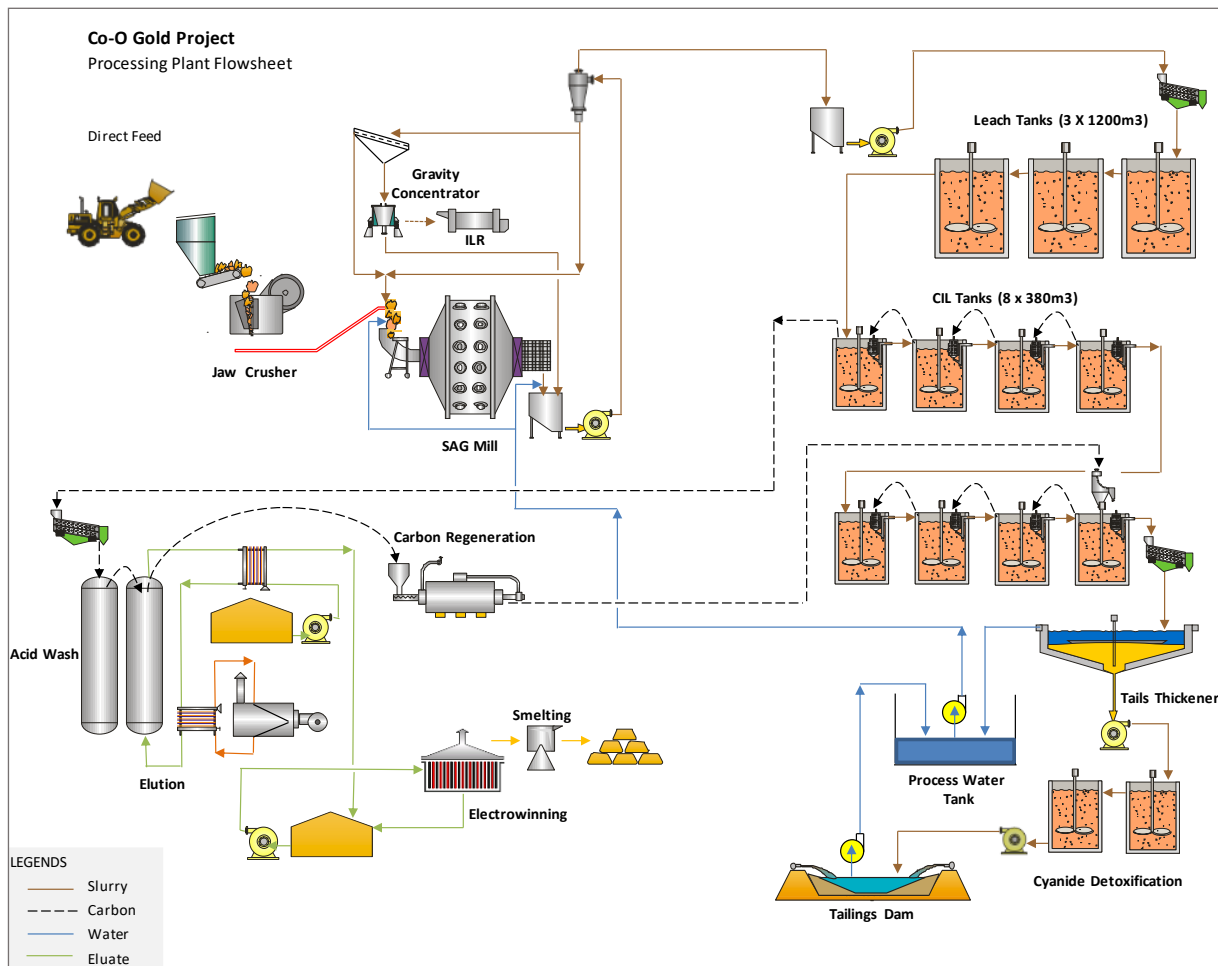 Co-O Gold Project
Processing Plant Flowsheet
Direct Feed
Leach Tanks (3 X 1200m3)
Gravity
Concentrator
ILR
CIL Tanks (8 x 380m3)
Jaw Crusher
SAG Mill
Carbon Regeneration
Acid Wash
Tails Thickener
Smelting
Process Water
Tank
Elution
Electrowinning
Cyanide Detoxification
Tailings Dam
LEGENDS
Slurry
Carbon
Water
Eluate